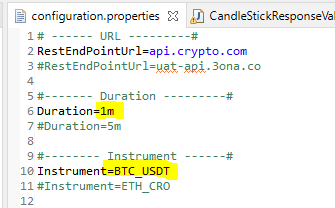 configuration.properties
CandleStickResponseVal
1 # ------ URL ---------#
2 RestEndPointUrl=api.crypto.com
3 #RestEndPointUrl=uat-api.3ona.co
4
5 #------- Duration ---------#
6 Duration=1m
7 #Duration=5m
8
9 #-------- Instrument ------#
10 Instrument=BTC_USDT
11 #Instrument=ETH_CRO